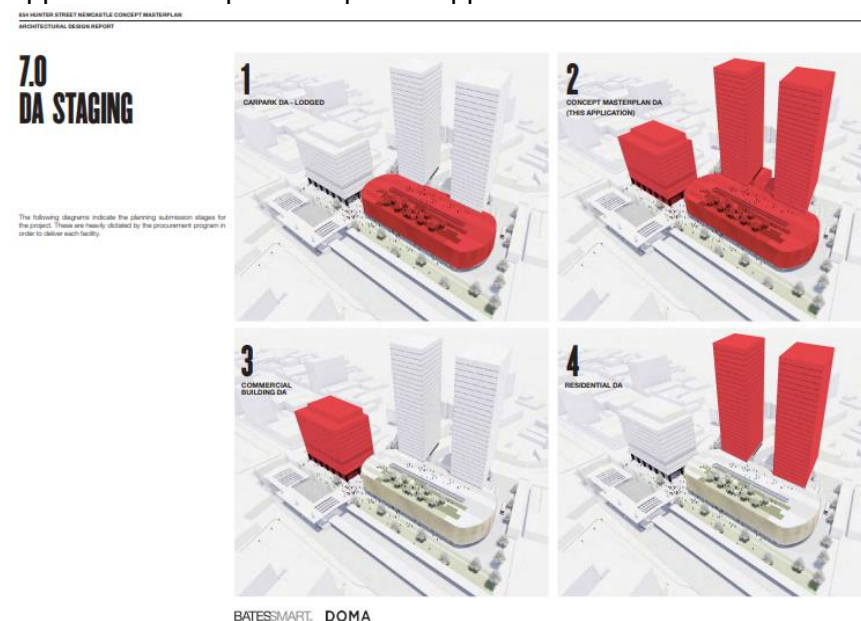 854 HUNTER STREET NEWCASTLE CONCEPT MASTERPLAN
ARCHITECTURAL DESIGN REPORT
7.0
DA STAGING
The following diagrams indicate the planning submission stages for
the project. These are heavily dictated by the procurement program in
order to deliver each facility.
1
CARPARK DA - LODGED
2
CONCEPT MASTERPLAN DA
(THIS APPLICATION)
3
COMMERCIAL
BUILDING DA
4
RESIDENTIAL DA
BATESSMART. DOMA